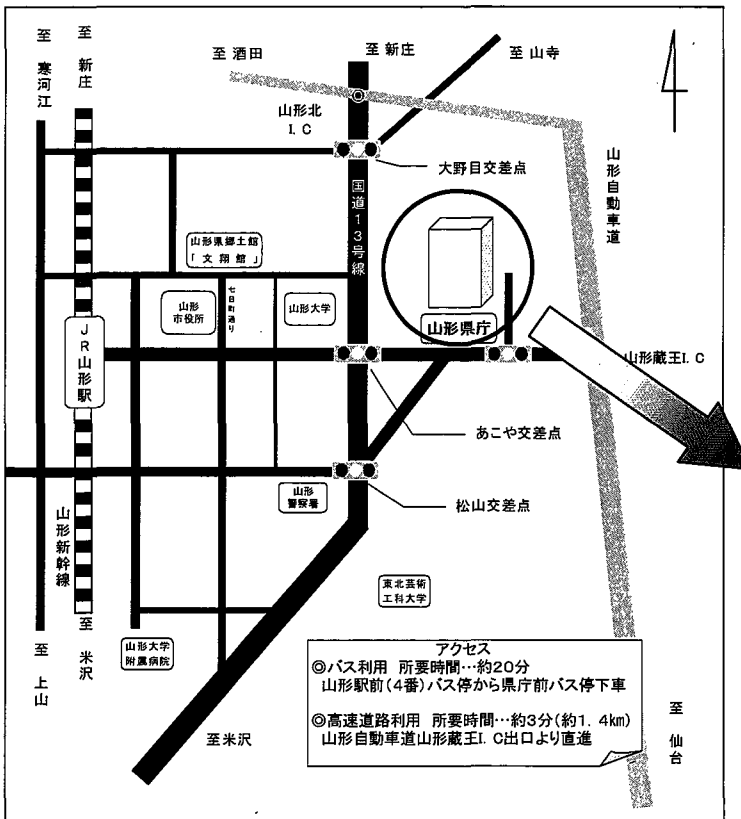 至 寒河江
至 新庄
至 酒田
至 新庄
至 山寺
山形北
I. C
大野目交差点
国道13号線
山形自動車道
山形県郷土館
「 文 翔 館 」
山形
市役所
七日町通り
山形大学
山形県庁
JR山形駅
山形蔵王I. C
あこや交差点
山形
警察署
松山交差点
山形新幹線
東北芸術
工科大学
山形大学
附属病院
至 上山
至 米沢
至米沢
至 仙台
アクセス
◎バス利用 所要時間…約20分
山形駅前(4番)バス停から県庁前バス停下車
◎高速道路利用 所要時間…約3分(約1. 4km)
山形自動車道山形蔵王I. C出口より直進